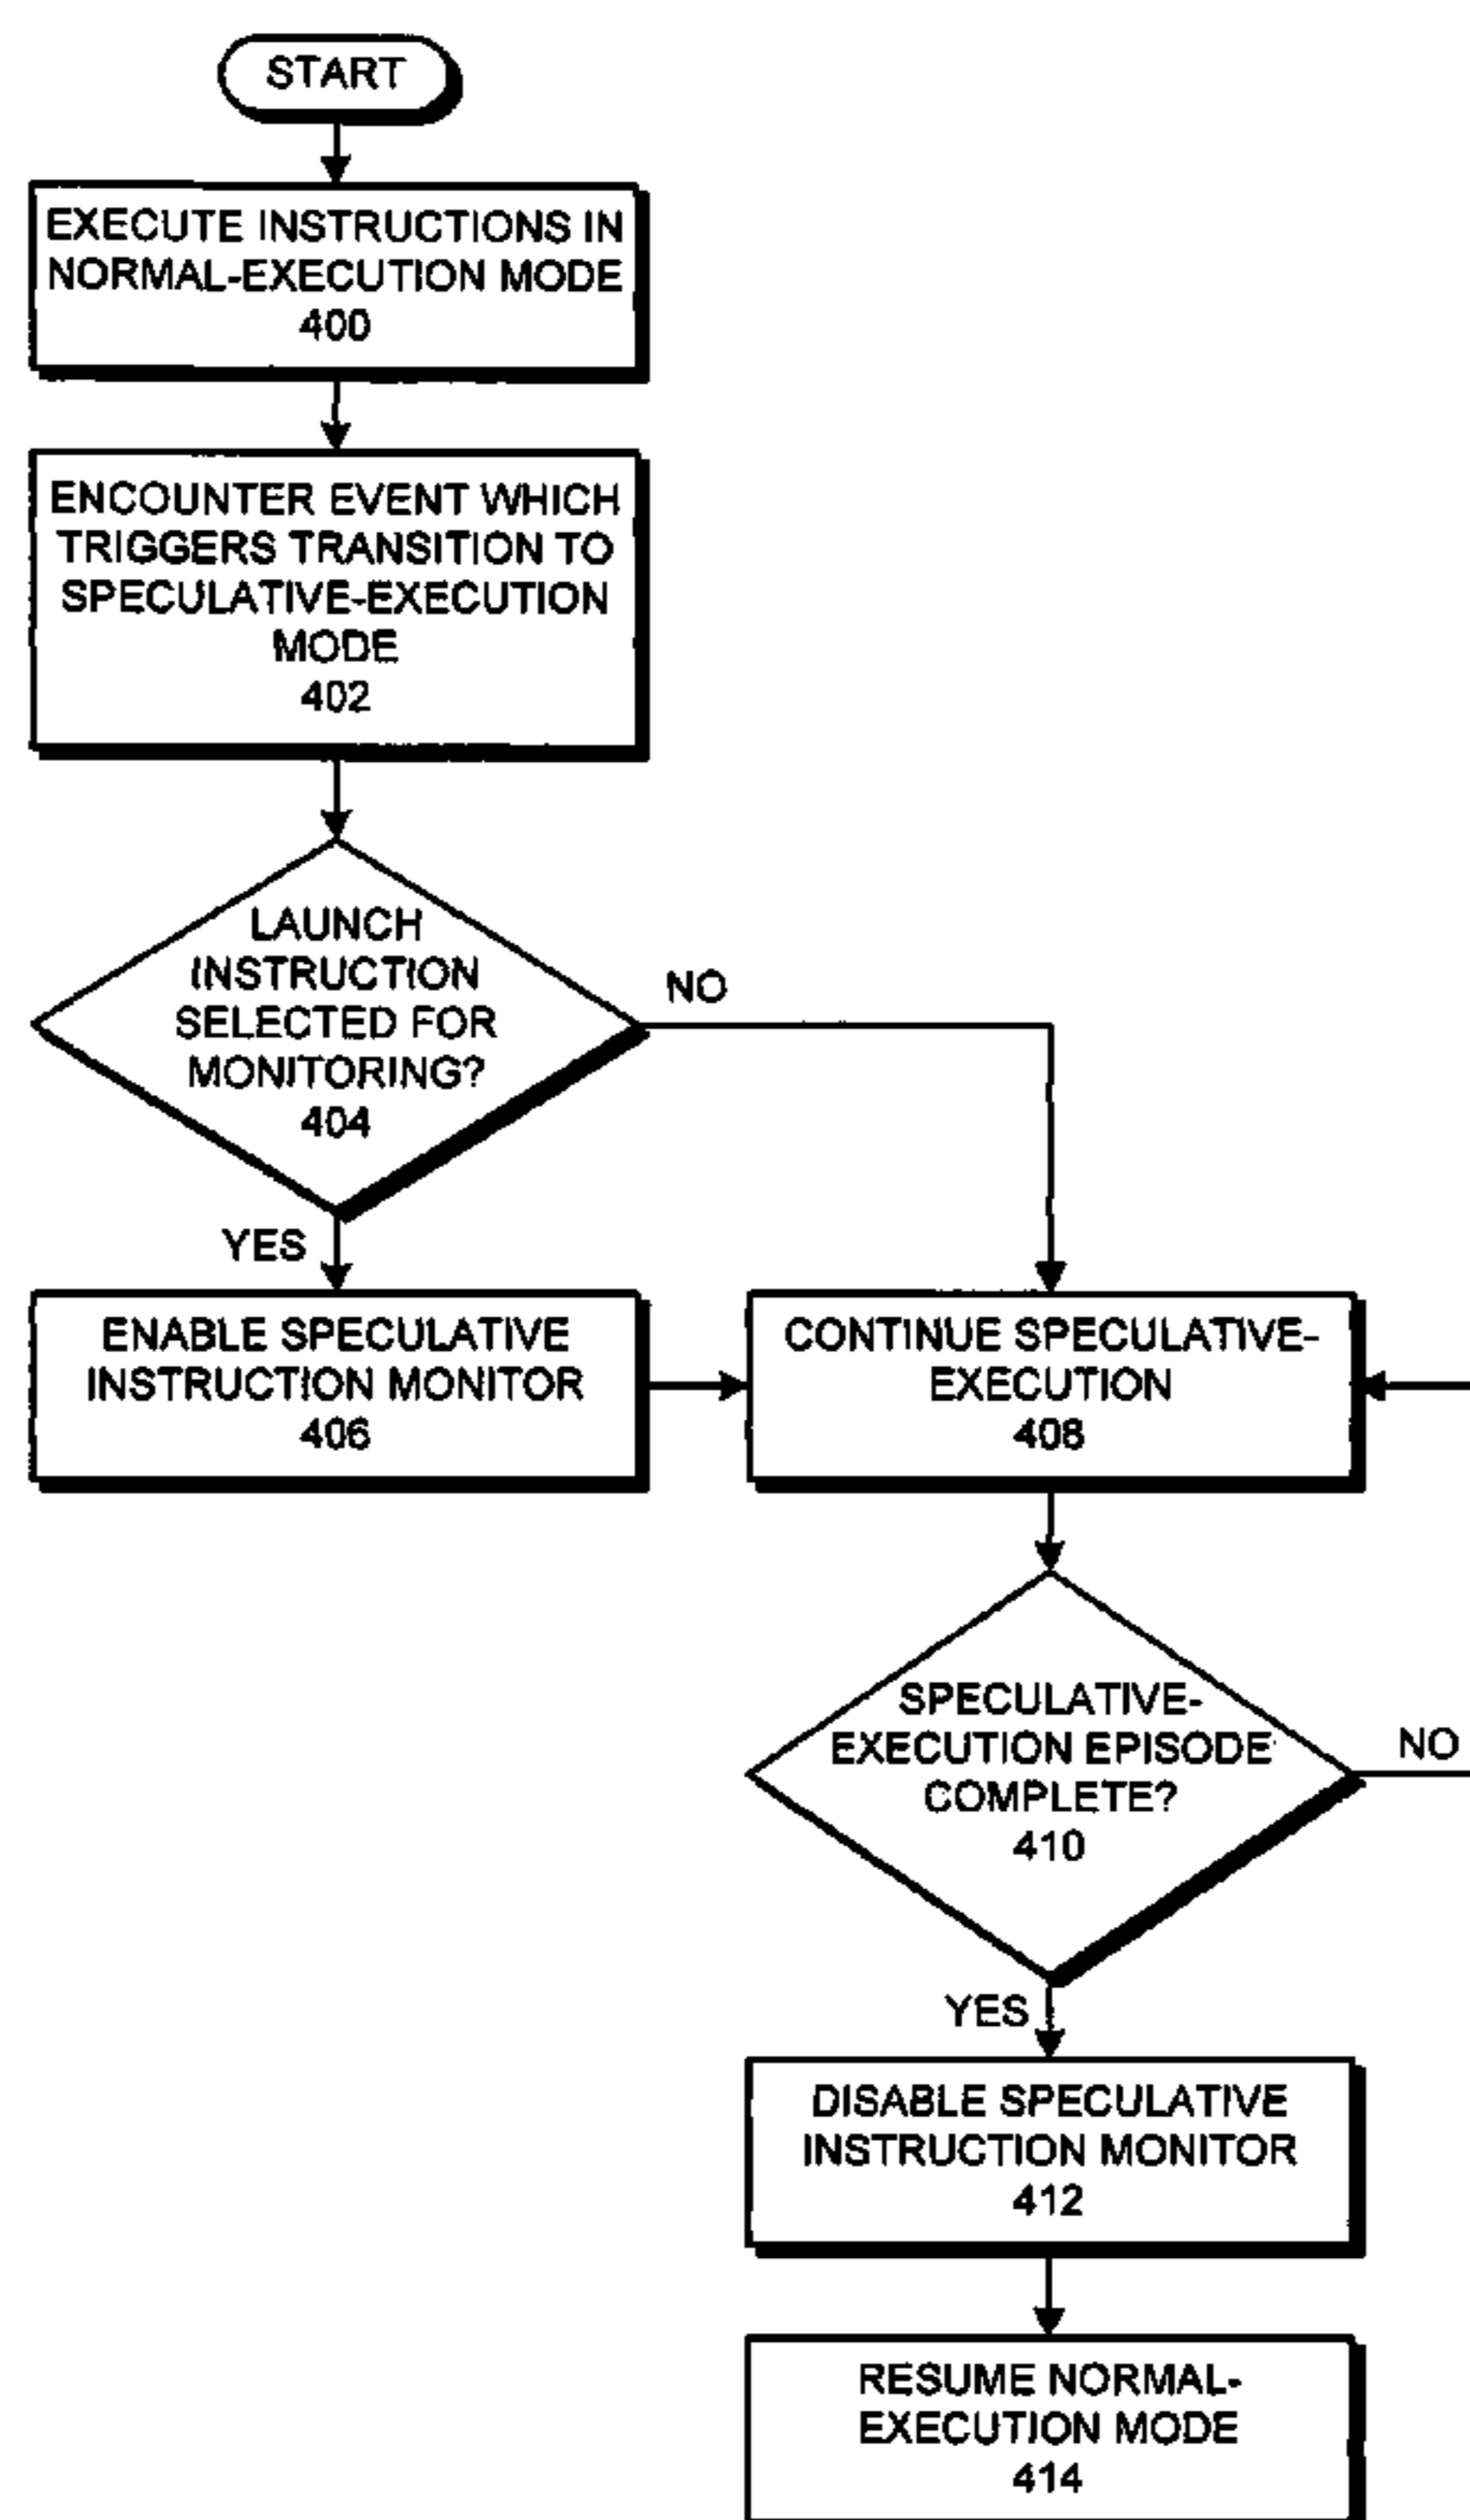 START
EXECUTE INSTRUCTIONS IN
NORMAL-EXECUTION MODE
400
ENCOUNTER EVENT WHICH
TRIGGERS TRANSITION TO
SPECULATIVE-EXECUTION
MODE
402
LAUNCH
INSTRUCTION
SELECTED FOR
MONITORING?
404
NO
YES
ENABLE SPECULATIVE
INSTRUCTION MONITOR
406
CONTINUE SPECULATIVE-
EXECUTION
408
SPECULATIVE-
EXECUTION EPISODE
COMPLETE?
410
NO
YES
DISABLE SPECULATIVE
INSTRUCTION MONITOR
412
RESUME NORMAL-
EXECUTION MODE
414